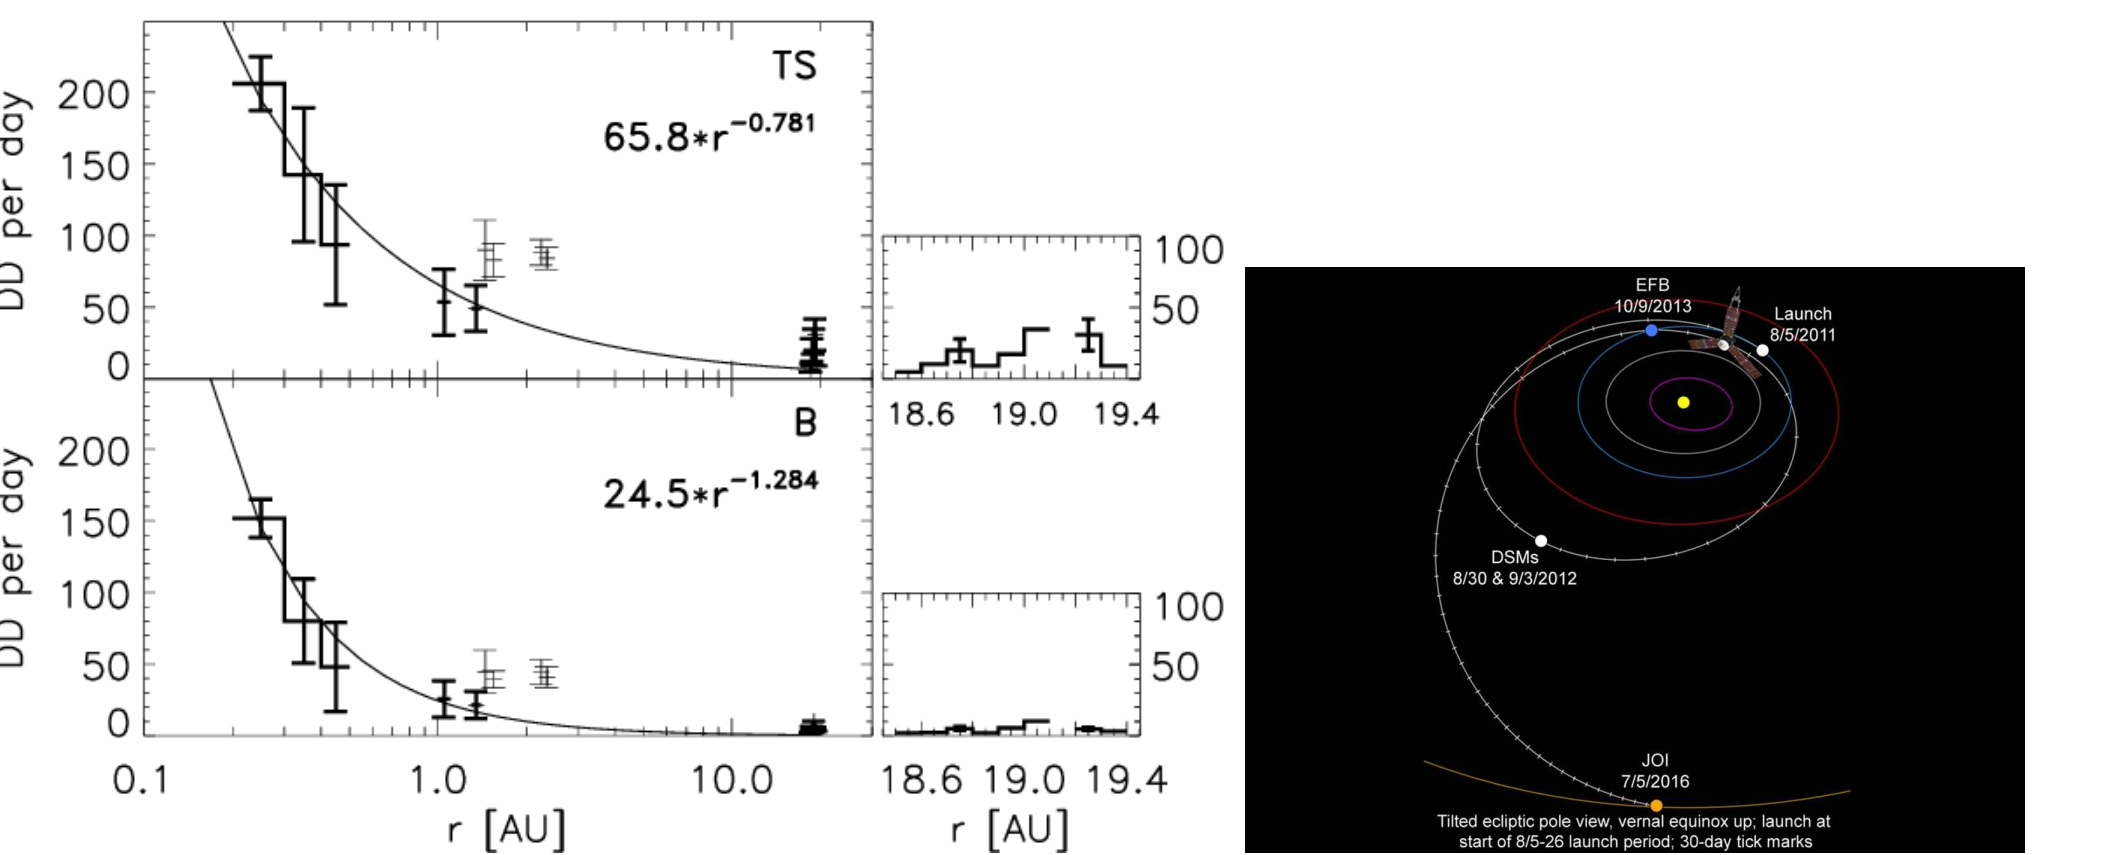 TS
65.8*r^-0.781
DD per day
200
150
100
50
0
100
50
18.6 19.0 19.4
B
24.5*r^-1.284
DD per day
200
150
100
50
0
100
50
0.1 1.0 10.0
18.6 19.0 19.4
r [AU]
r [AU]
EFB
10/9/2013
Launch
8/5/2011
DSMs
8/30 & 9/3/2012
JOI
7/5/2016
Tilted ecliptic pole view, vernal equinox up; launch at
start of 8/5-26 launch period; 30-day tick marks